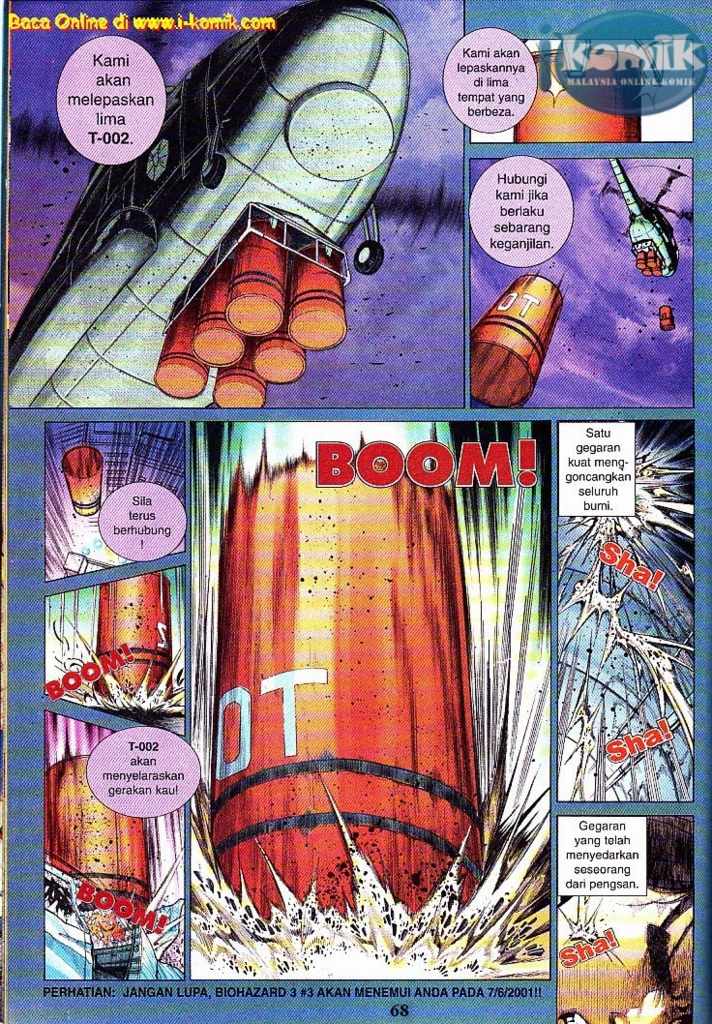 Baca Online di www.i-komik.com
i komik
MALAYSIA ONLINE KOMIK
Kami
akan
melepaskan
lima
T-002.
Kami akan
lepaskannya
di lima
tempat yang
berbeza.
Hubungi
kami jika
berlaku
sebarang
keganjilan.
OT
Sila
terus
berhubung
!
BOOM!
T-002
akan
menyelaraskan
gerakan kau!
BOOM!
BOOM!
OT
Satu
gegaran
kuat meng-
goncangkan
seluruh
bumi.
Sha!
Sha!
Gegaran
yang telah
menyedarkan
seseorang
dari pengsan.
Sha!
PERHATIAN: JANGAN LUPA, BIOHAZARD 3 #3 AKAN MENEMUI ANDA PADA 7/6/2001!!
68